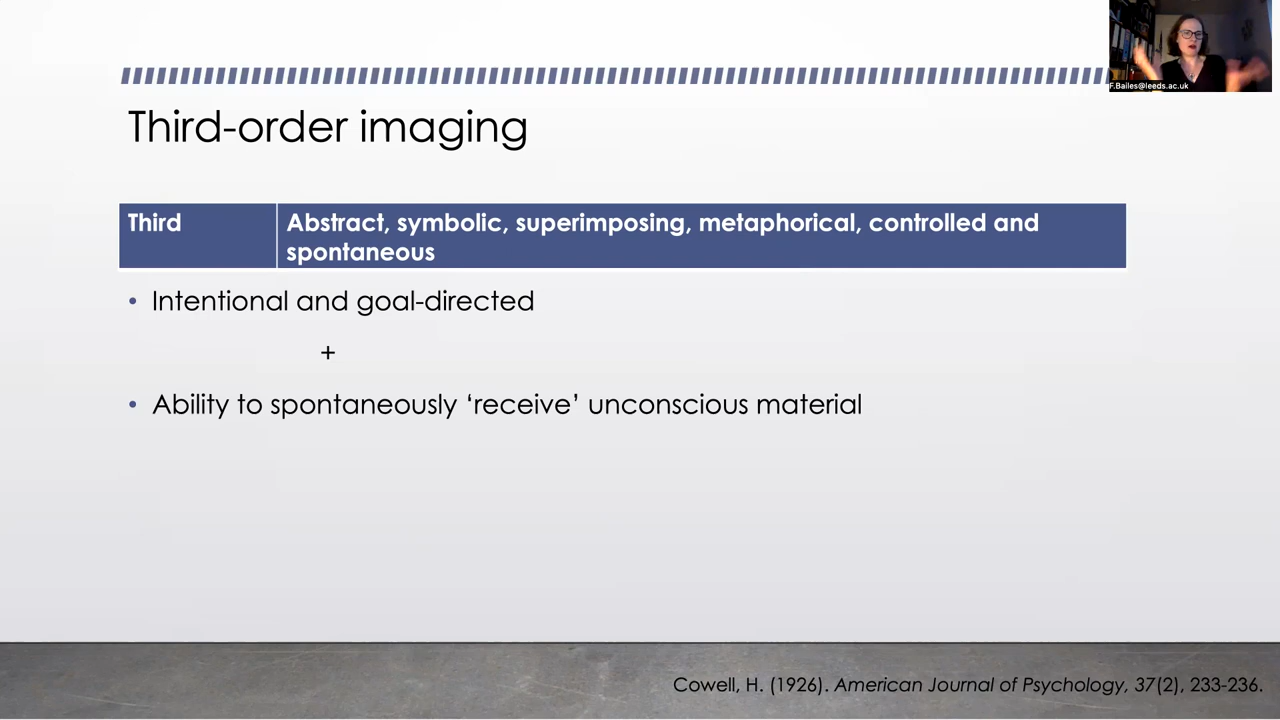 F.Bailes@leeds.ac.uk
Third-order imaging
Third
Abstract, symbolic, superimposing, metaphorical, controlled and
spontaneous
• Intentional and goal-directed
+
• Ability to spontaneously ‘receive’ unconscious material
Cowell, H. (1926). American Journal of Psychology, 37(2), 233-236.